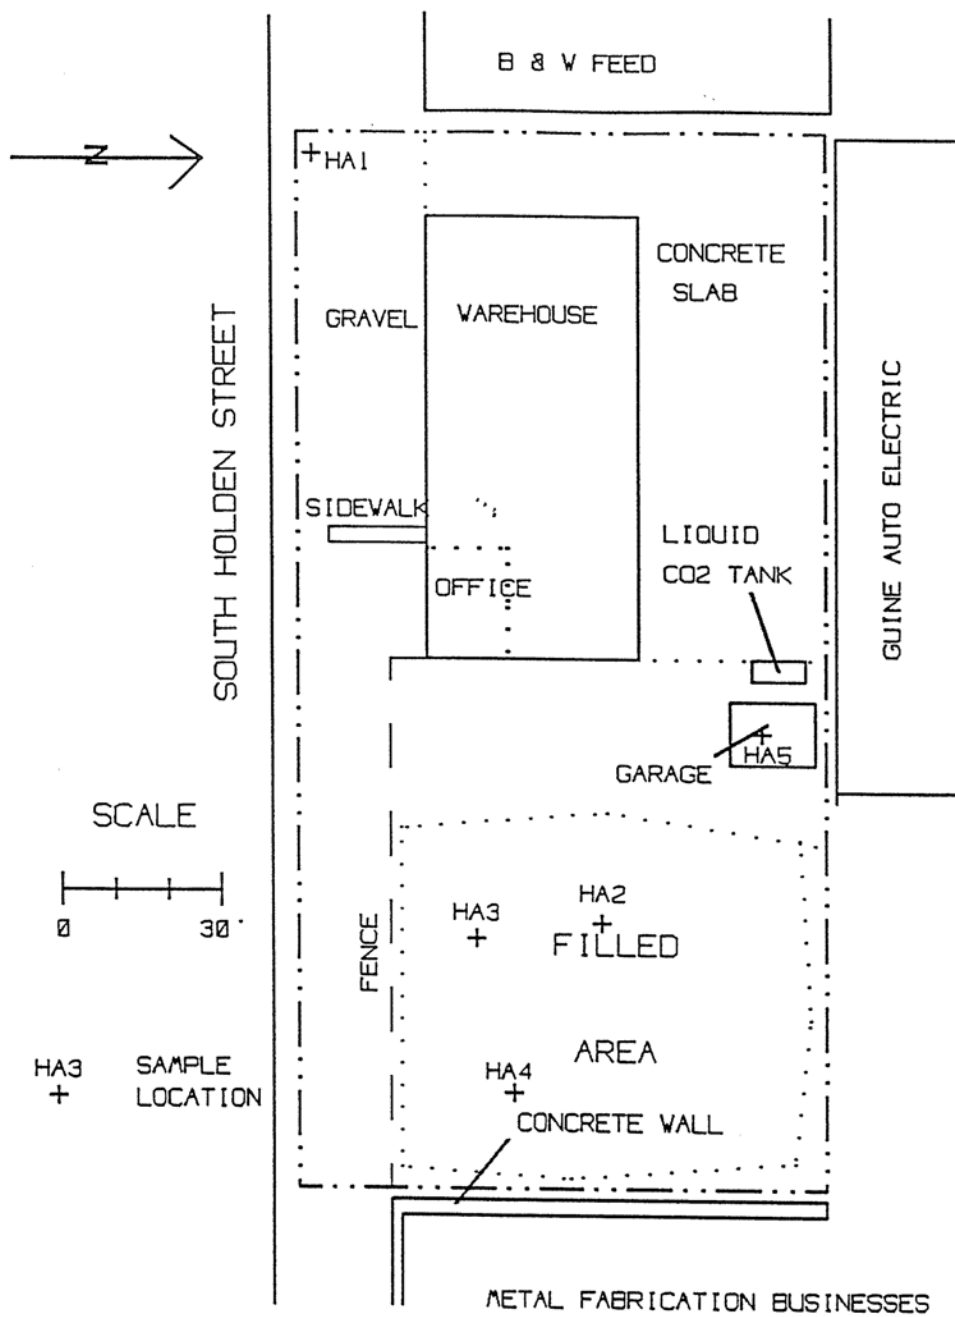 B & W FEED
N
HA1
CONCRETE
SLAB
GRAVEL
WAREHOUSE
SOUTH HOLDEN STREET
GUINE AUTO ELECTRIC
SIDEWALK
LIQUID
CO2 TANK
OFFICE
HA5
GARAGE
SCALE
0 30'
HA3
HA2
FILLED
FENCE
AREA
HA3
SAMPLE
LOCATION
HA4
CONCRETE WALL
METAL FABRICATION BUSINESSES